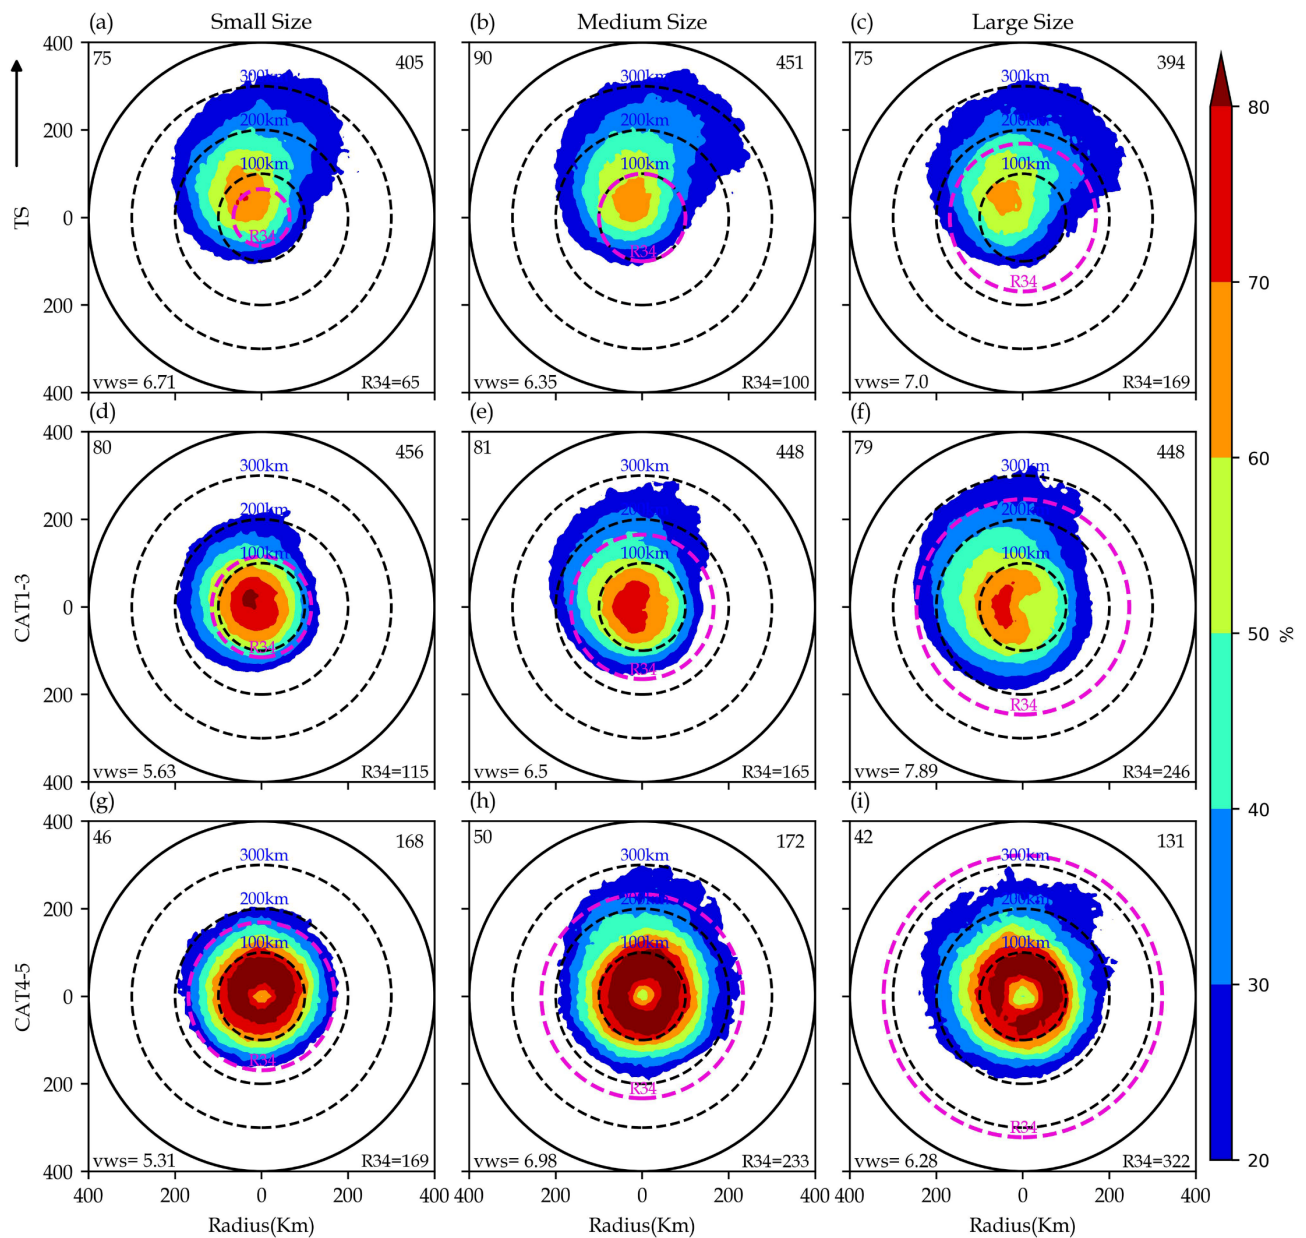 (a) Small Size
(b) Medium Size
(c) Large Size
TS
400
200
0
200
400
75
405
300km
200km
100km
R34
vws= 6.71
R34=65
90
451
300km
200km
100km
R34
vws= 6.35
R34=100
75
394
300km
200km
100km
R34
vws= 7.0
R34=169
(d)
(e)
(f)
CAT1-3
400
200
0
200
400
80
456
300km
200km
100km
R34
vws= 5.63
R34=115
81
448
300km
200km
100km
R34
vws= 6.5
R34=165
79
448
300km
200km
100km
R34
vws= 7.89
R34=246
(g)
(h)
(i)
CAT4-5
400
200
0
200
400
46
168
300km
200km
100km
R34
vws= 5.31
R34=169
50
172
300km
200km
100km
R34
vws= 6.98
R34=233
42
131
300km
200km
100km
R34
vws= 6.28
R34=322
400 200 0 200 400
400 200 0 200 400
400 200 0 200 400
Radius(Km)
Radius(Km)
Radius(Km)
80
70
60
50
40
30
20
%